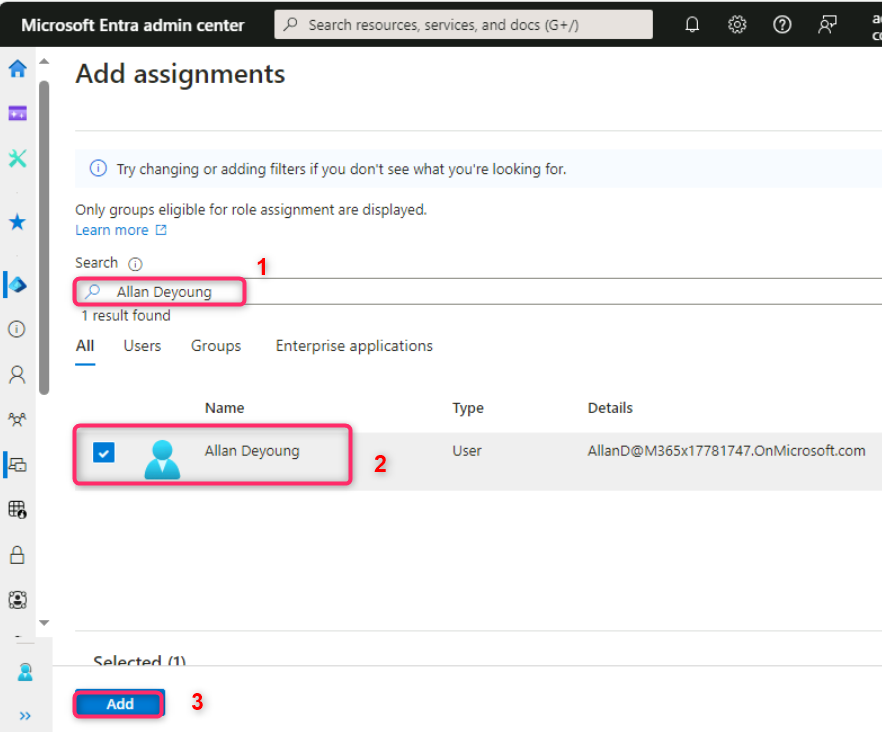 Microsoft Entra admin center
Search resources, services, and docs (G+/)
Add assignments
Try changing or adding filters if you don't see what you're looking for.
Only groups eligible for role assignment are displayed.
Learn more
Search
1
Allan Deyoung
1 result found
All Users Groups Enterprise applications
Name Type Details
Allan Deyoung User AllanD@M365x17781747.OnMicrosoft.com
2
Selected (1)
Add
3